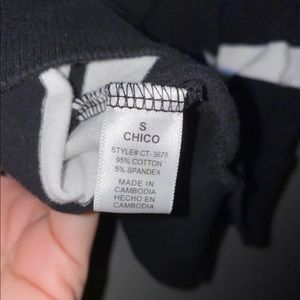 S
CHICO
STYLE# CT-3678
95% COTTON
5% SPANDEX
MADE IN
CAMBODIA
HECHO EN
CAMBODIA